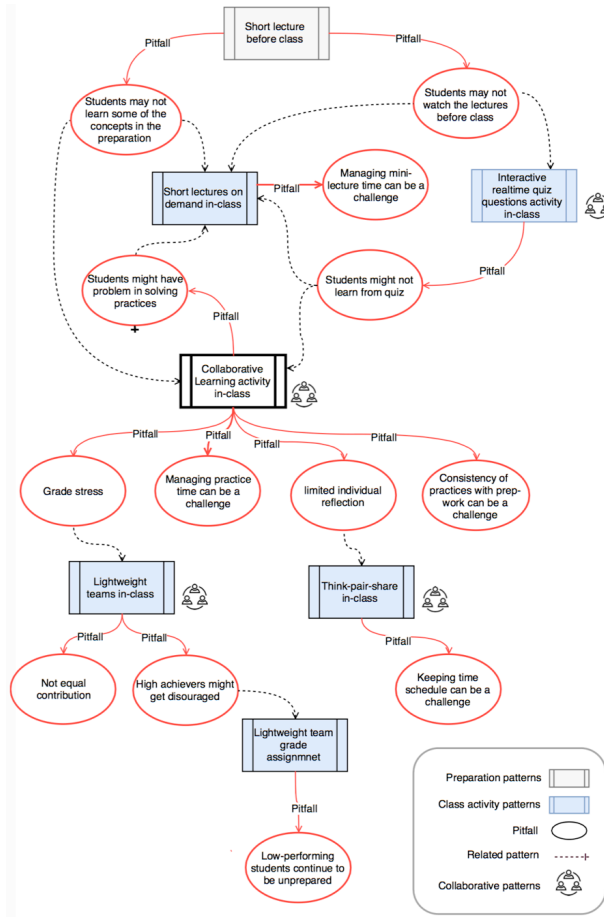 Short lecture
before class
Pitfall
Pitfall
Students may not
learn some of the
concepts in the
preparation
Students may not
watch the lectures
before class
Short lectures on
demand in-class
Pitfall
Managing mini-
lecture time can be a
challenge
Interactive
realtime quiz
questions activity
in-class
Pitfall
Students might have
problem in solving
practices
Students might not
learn from quiz
Pitfall
Collaborative
Learning activity
in-class
Pitfall
Pitfall
Pitfall
Pitfall
Grade stress
Managing practice
time can be a
challenge
limited individual
reflection
Consistency of
practices with prep-
work can be a
challenge
Lightweight
teams in-class
Think-pair-share
in-class
Pitfall
Pitfall
Pitfall
Not equal
contribution
High achievers might
get disouraged
Keeping time
schedule can be a
challenge
Lightweight team
grade
assignmnet
Pitfall
Low-performing
students continue to
be unprepared
Preparation patterns
Class activity patterns
Pitfall
Related pattern
Collaborative patterns